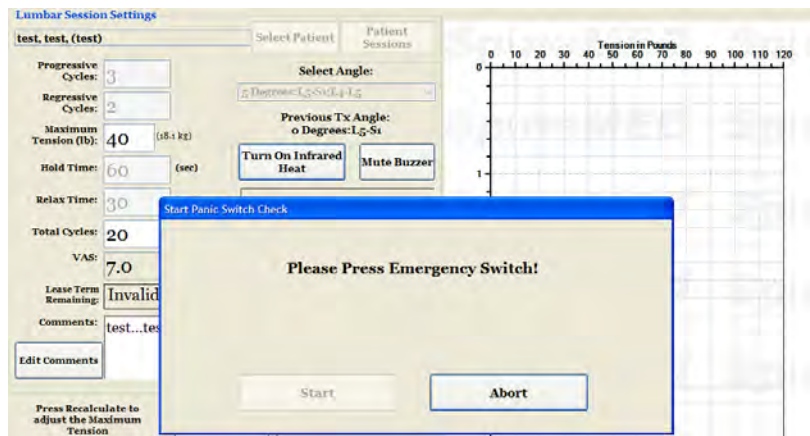 Lumbar Session Settings
test, test, (test)
Select Patient
Patient
Sessions
Progressive
Cycles:
3
Select Angle:
Regressive
Cycles:
2
5 Degrees:L5-S1:L4-L5
Previous Tx Angle:
0 Degrees:L5-S1
Maximum
Tension (lb):
40
(18.1 kg)
Hold Time:
60
(sec)
Turn On Infrared
Heat
Mute Buzzer
Relax Time:
30
Total Cycles:
20
VAS:
7.0
Lease Term
Remaining:
Invalid
Comments:
test...tes
Edit Comments
Press Recalculate to
adjust the Maximum
Tension
Start Panic Switch Check
Please Press Emergency Switch!
Start
Abort
Tension in Pounds
0 10 20 30 40 50 60 70 80 90 100 110 120
0
1